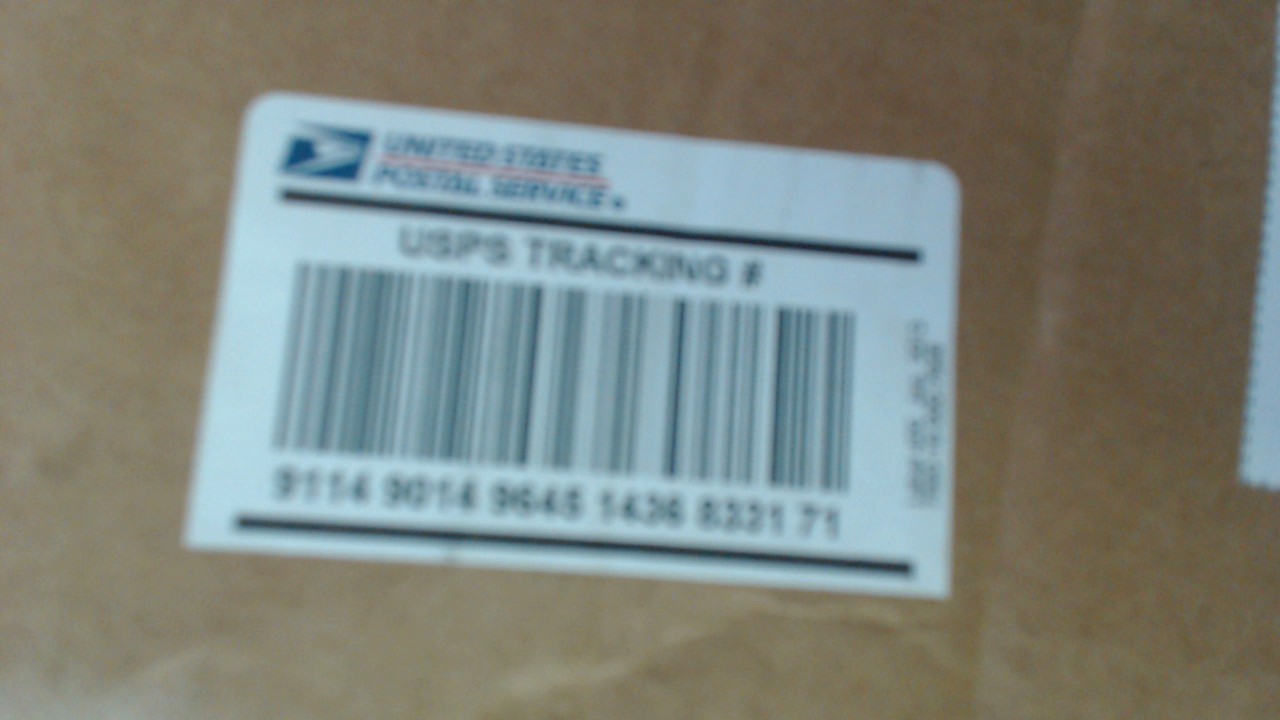 UNITED STATES
POSTAL SERVICE®
USPS TRACKING #
9114 9014 9645 1436 8331 71